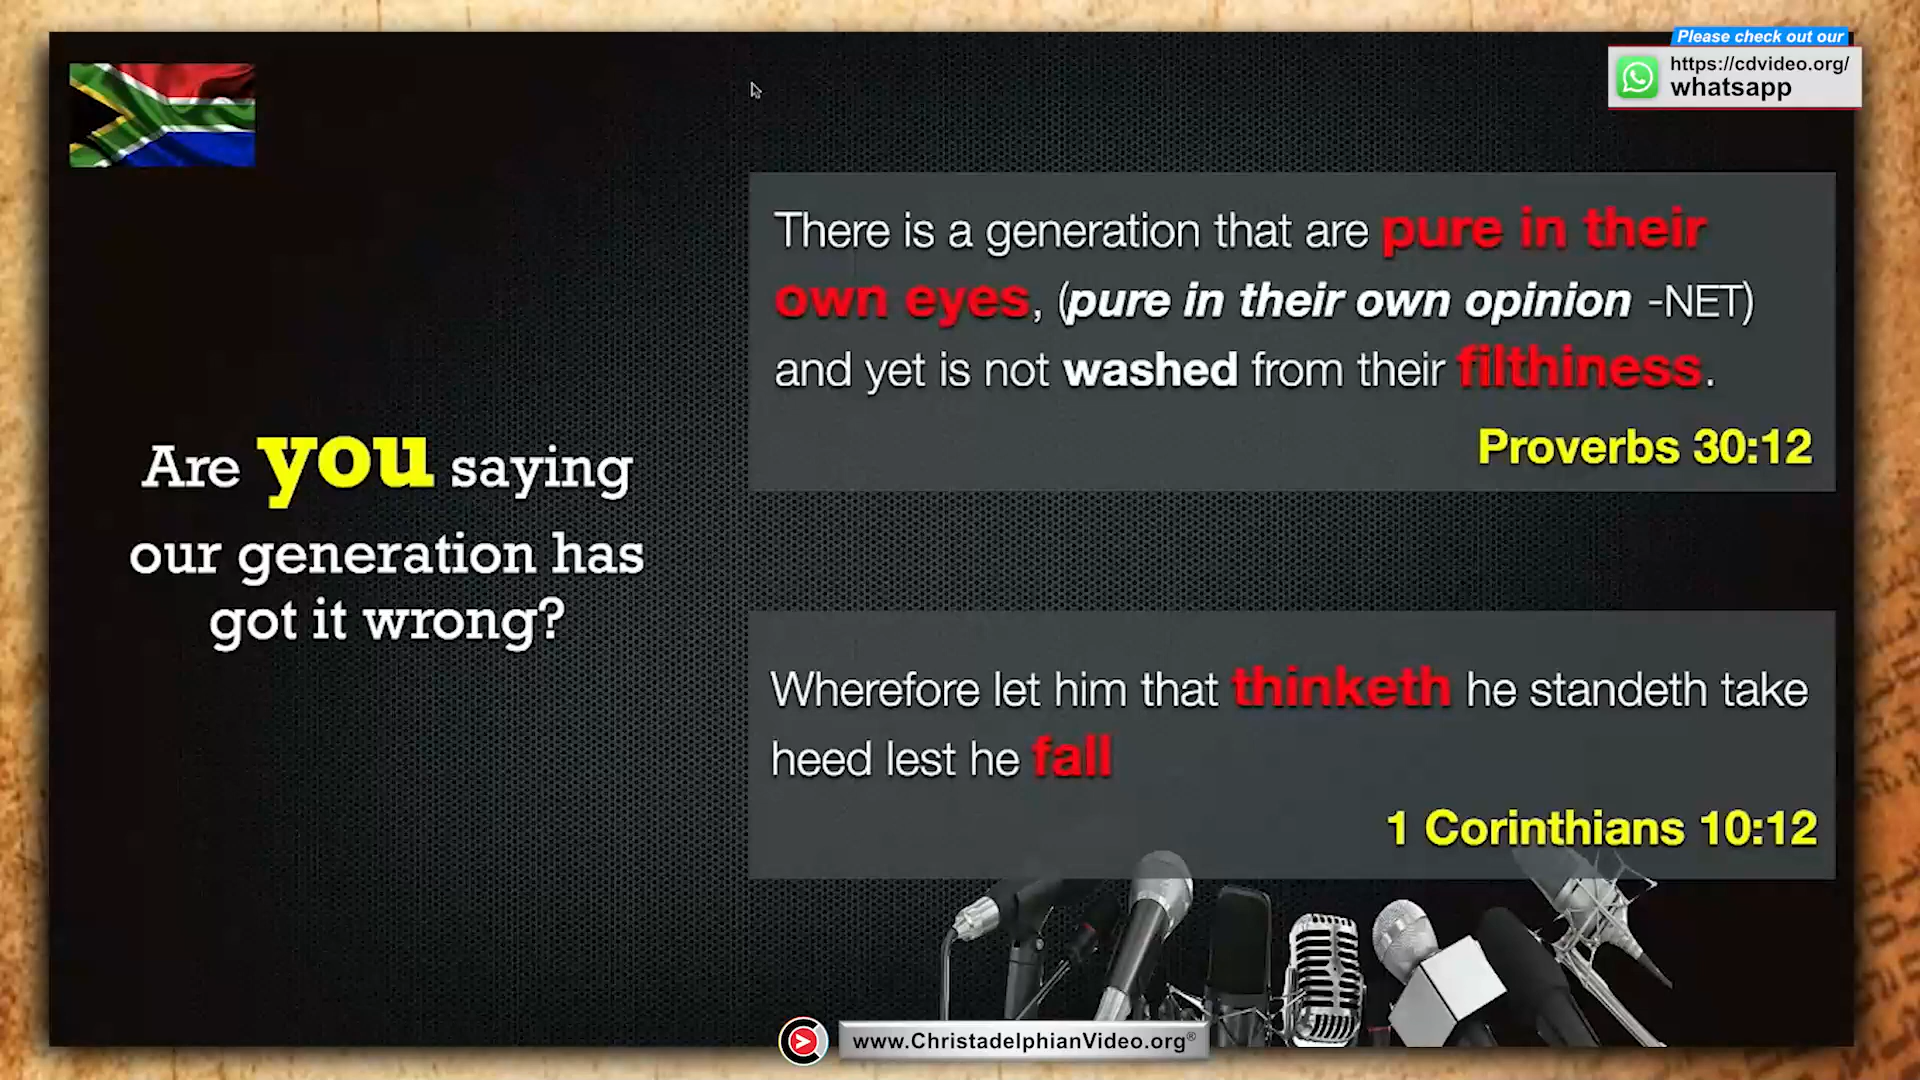 Please check out our
https://cdvideo.org/
whatsapp
There is a generation that are pure in their
own eyes, (pure in their own opinion -NET)
and yet is not washed from their filthiness.
Proverbs 30:12
Are you saying
our generation has
got it wrong?
Wherefore let him that thinketh he standeth take
heed lest he fall
1 Corinthians 10:12
www.ChristadelphianVideo.org®